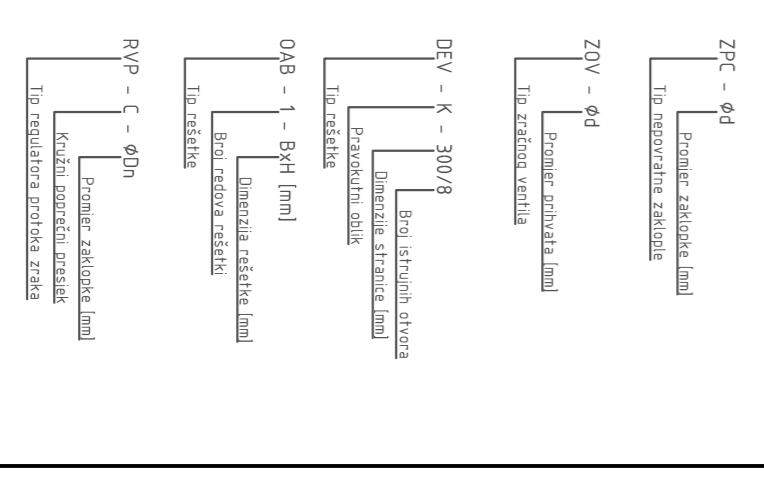 ZPC - Ød
Promjer zaklopke [mm]
Tip nepovratne zaklople
ZOV - Ød
Promjer prihvata [mm]
Tip zračnog ventila
DEV - K - 300/8
Broj istrujnih otvora
Dimenzije stranice [mm]
Pravokutni oblik
Tip rešetke
OAB - 1 - BxH [mm]
Dimenzija rešetke [mm]
Broj redova rešetki
Tip rešetke
RVP - C - ØDn
Promjer zaklopke [mm]
Kružni poprečni presjek
Tip regulatora protoka zraka